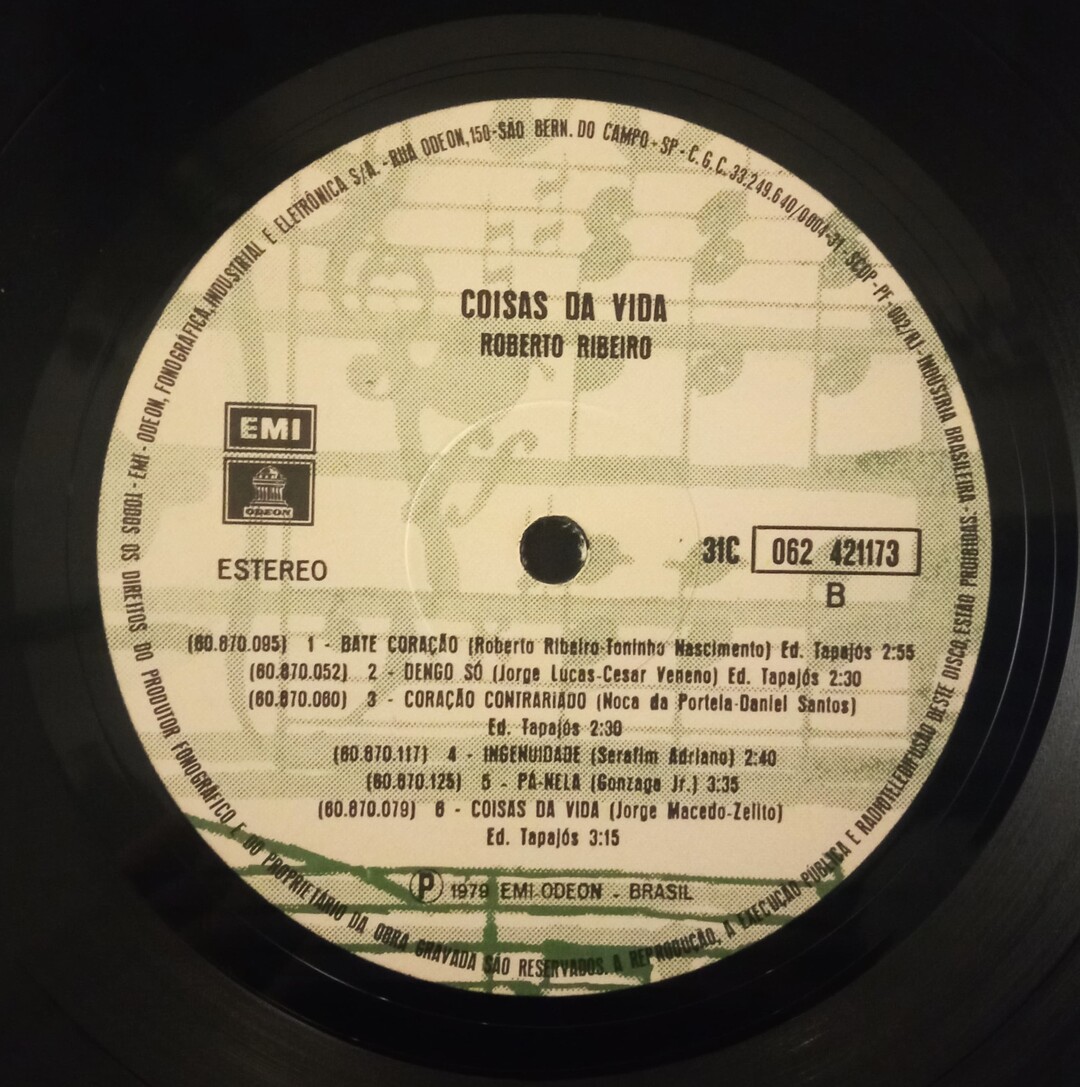 EMI - ODEON, FONOGRÁFICA, INDUSTRIAL E ELETRÔNICA S/A. - RUA ODEON, 150 - SÃO BERN. DO CAMPO - SP - C.G.C. 33.249.640/0004-31 - SCDP - PF - 002/RJ - INDÚSTRIA BRASILEIRA - TODOS OS DIREITOS DO PRODUTOR FONOGRÁFICO E DO PROPRIETÁRIO DA OBRA GRAVADA SÃO RESERVADOS. A REPRODUÇÃO, A EXECUÇÃO PÚBLICA E RADIOTELEDIFUSÃO DESTE DISCO, ESTÃO PROIBIDAS -
COISAS DA VIDA
ROBERTO RIBEIRO
EMI
ODEON
ESTEREO
31C 062 421173
B
(60.870.095) 1 - BATE CORAÇÃO (Roberto Ribeiro-Toninho Nascimento) Ed. Tapajós 2:55
(60.870.052) 2 - DENGO SÓ (Jorge Lucas-Cesar Veneno) Ed. Tapajós 2:30
(60.870.060) 3 - CORAÇÃO CONTRARIADO (Noca da Portela-Daniel Santos)
Ed. Tapajós 2:30
(60.870.117) 4 - INGENUIDADE (Serafim Adriano) 2:40
(60.870.125) 5 - PÁ-NELA (Gonzaga Jr.) 3:35
(60.870.079) 6 - COISAS DA VIDA (Jorge Macedo-Zelito)
Ed. Tapajós 3:15
Ⓟ 1979 EMI-ODEON - BRASIL